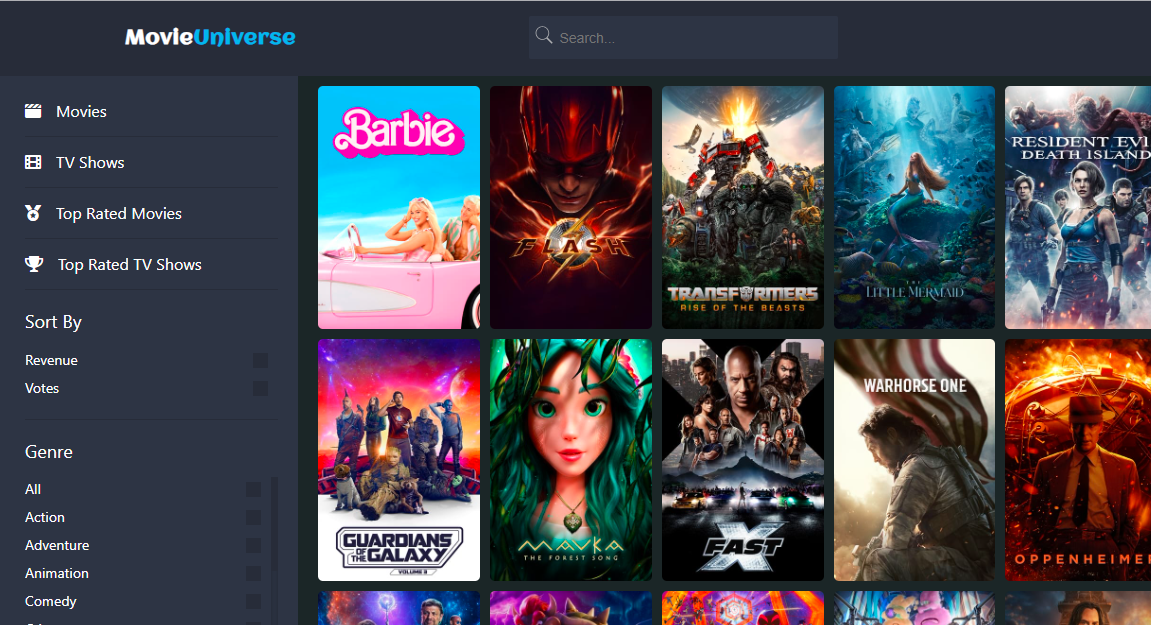 MovieUniverse
Search...
Movies
TV Shows
Top Rated Movies
Top Rated TV Shows
Sort By
Revenue
Votes
Genre
All
Action
Adventure
Animation
Comedy
Barbie
FLASH
TRANSFORMERS
RISE OF THE BEASTS
THE
LITTLE MERMAID
RESIDENT EVI
DEATH ISLAND
GUARDIANS
OF THE GALAXY
VOLUME 3
MAVKA
THE FOREST SONG
FAST X
WARHORSE ONE
OPPENHEIMER